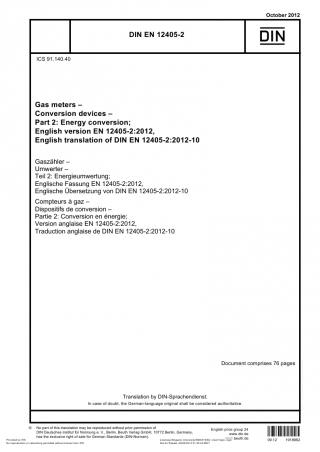 October 2012
DIN EN 12405-2
DIN
ICS 91.140.40
Gas meters –
Conversion devices –
Part 2: Energy conversion;
English version EN 12405-2:2012,
English translation of DIN EN 12405-2:2012-10
Gaszähler –
Umwerter –
Teil 2: Energieumwertung;
Englische Fassung EN 12405-2:2012,
Englische Übersetzung von DIN EN 12405-2:2012-10
Compteurs à gaz –
Dispositifs de conversion –
Partie 2: Conversion en énergie;
Version anglaise EN 12405-2:2012,
Traduction anglaise de DIN EN 12405-2:2012-10
Document comprises 76 pages
Translation by DIN-Sprachendienst.
In case of doubt, the German-language original shall be considered authoritative.
© No part of this translation may be reproduced without prior permission of
DIN Deutsches Institut für Normung e. V., Berlin. Beuth Verlag GmbH, 10772 Berlin, Germany,
has the exclusive right of sale for German Standards (DIN-Normen).
English price group 24
www.din.de
www.beuth.de